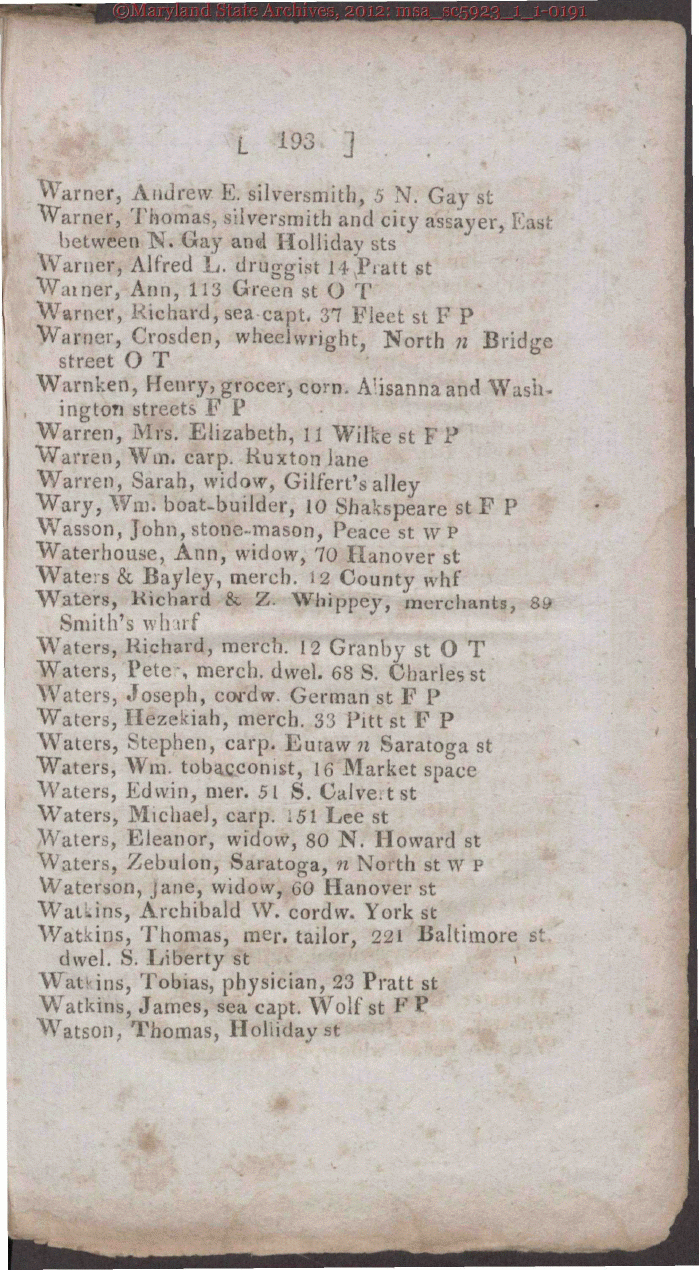 ©Maryland State Archives, 2012: msa_sc5923_1_1-0191
[ 193 ]
Warner, Andrew E. silversmith, 5 N. Gay st
Warner, Thomas, silversmith and city assayer, East
between N. Gay and Holliday sts
Warner, Alfred L. druggist 14 Pratt st
Warner, Ann, 113 Green st O T
Warner, Richard, sea capt. 37 Fleet st F P
Warner, Crosden, wheelwright, North n Bridge
street O T
Warnken, Henry, grocer, corn. Alisanna and Wash-
ington streets F P
Warren, Mrs. Elizabeth, 11 Wilke st F P
Warren, Wm. carp. Ruxton lane
Warren, Sarah, widow, Gilfert's alley
Wary, Wm. boat-builder, 10 Shakspeare st F P
Wasson, John, stone-mason, Peace st W P
Waterhouse, Ann, widow, 70 Hanover st
Waters & Bayley, merch. 12 County whf
Waters, Richard & Z. Whippey, merchants, 89
Smith's wharf
Waters, Richard, merch. 12 Granby st O T
Waters, Peter, merch. dwel. 68 S. Charles st
Waters, Joseph, cordw. German st F P
Waters, Hezekiah, merch. 33 Pitt st F P
Waters, Stephen, carp. Eutaw n Saratoga st
Waters, Wm. tobacconist, 16 Market space
Waters, Edwin, mer. 51 S. Calvert st
Waters, Michael, carp. 151 Lee st
Waters, Eleanor, widow, 80 N. Howard st
Waters, Zebulon, Saratoga, n North st W P
Waterson, Jane, widow, 60 Hanover st
Watkins, Archibald W. cordw. York st
Watkins, Thomas, mer. tailor, 221 Baltimore st.
dwel. S. Liberty st
Watkins, Tobias, physician, 23 Pratt st
Watkins, James, sea capt. Wolf st F P
Watson, Thomas, Holliday st